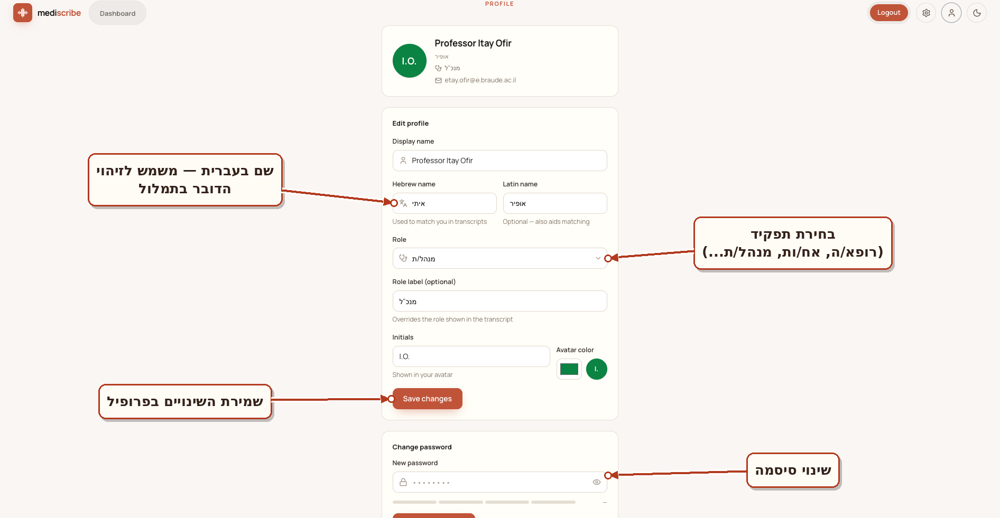 mediscribe
Dashboard
PROFILE
Logout
I.O.
Professor Itay Ofir
אופיר
מנכ"ל
etay.ofir@e.braude.ac.il
Edit profile
Display name
Professor Itay Ofir
Hebrew name
Latin name
איתי
אופיר
Used to match you in transcripts
Optional — also aids matching
Role
מנהל/ת
Role label (optional)
מנכ"ל
Overrides the role shown in the transcript
Initials
I.O.
Shown in your avatar
Avatar color
I.
Save changes
Change password
New password
שם בעברית — משמש לזיהוי
הדובר בתמלול
בחירת תפקיד
(רופא/ה, אח/ות, מנהל/ת...)
שמירת השינויים בפרופיל
שינוי סיסמה